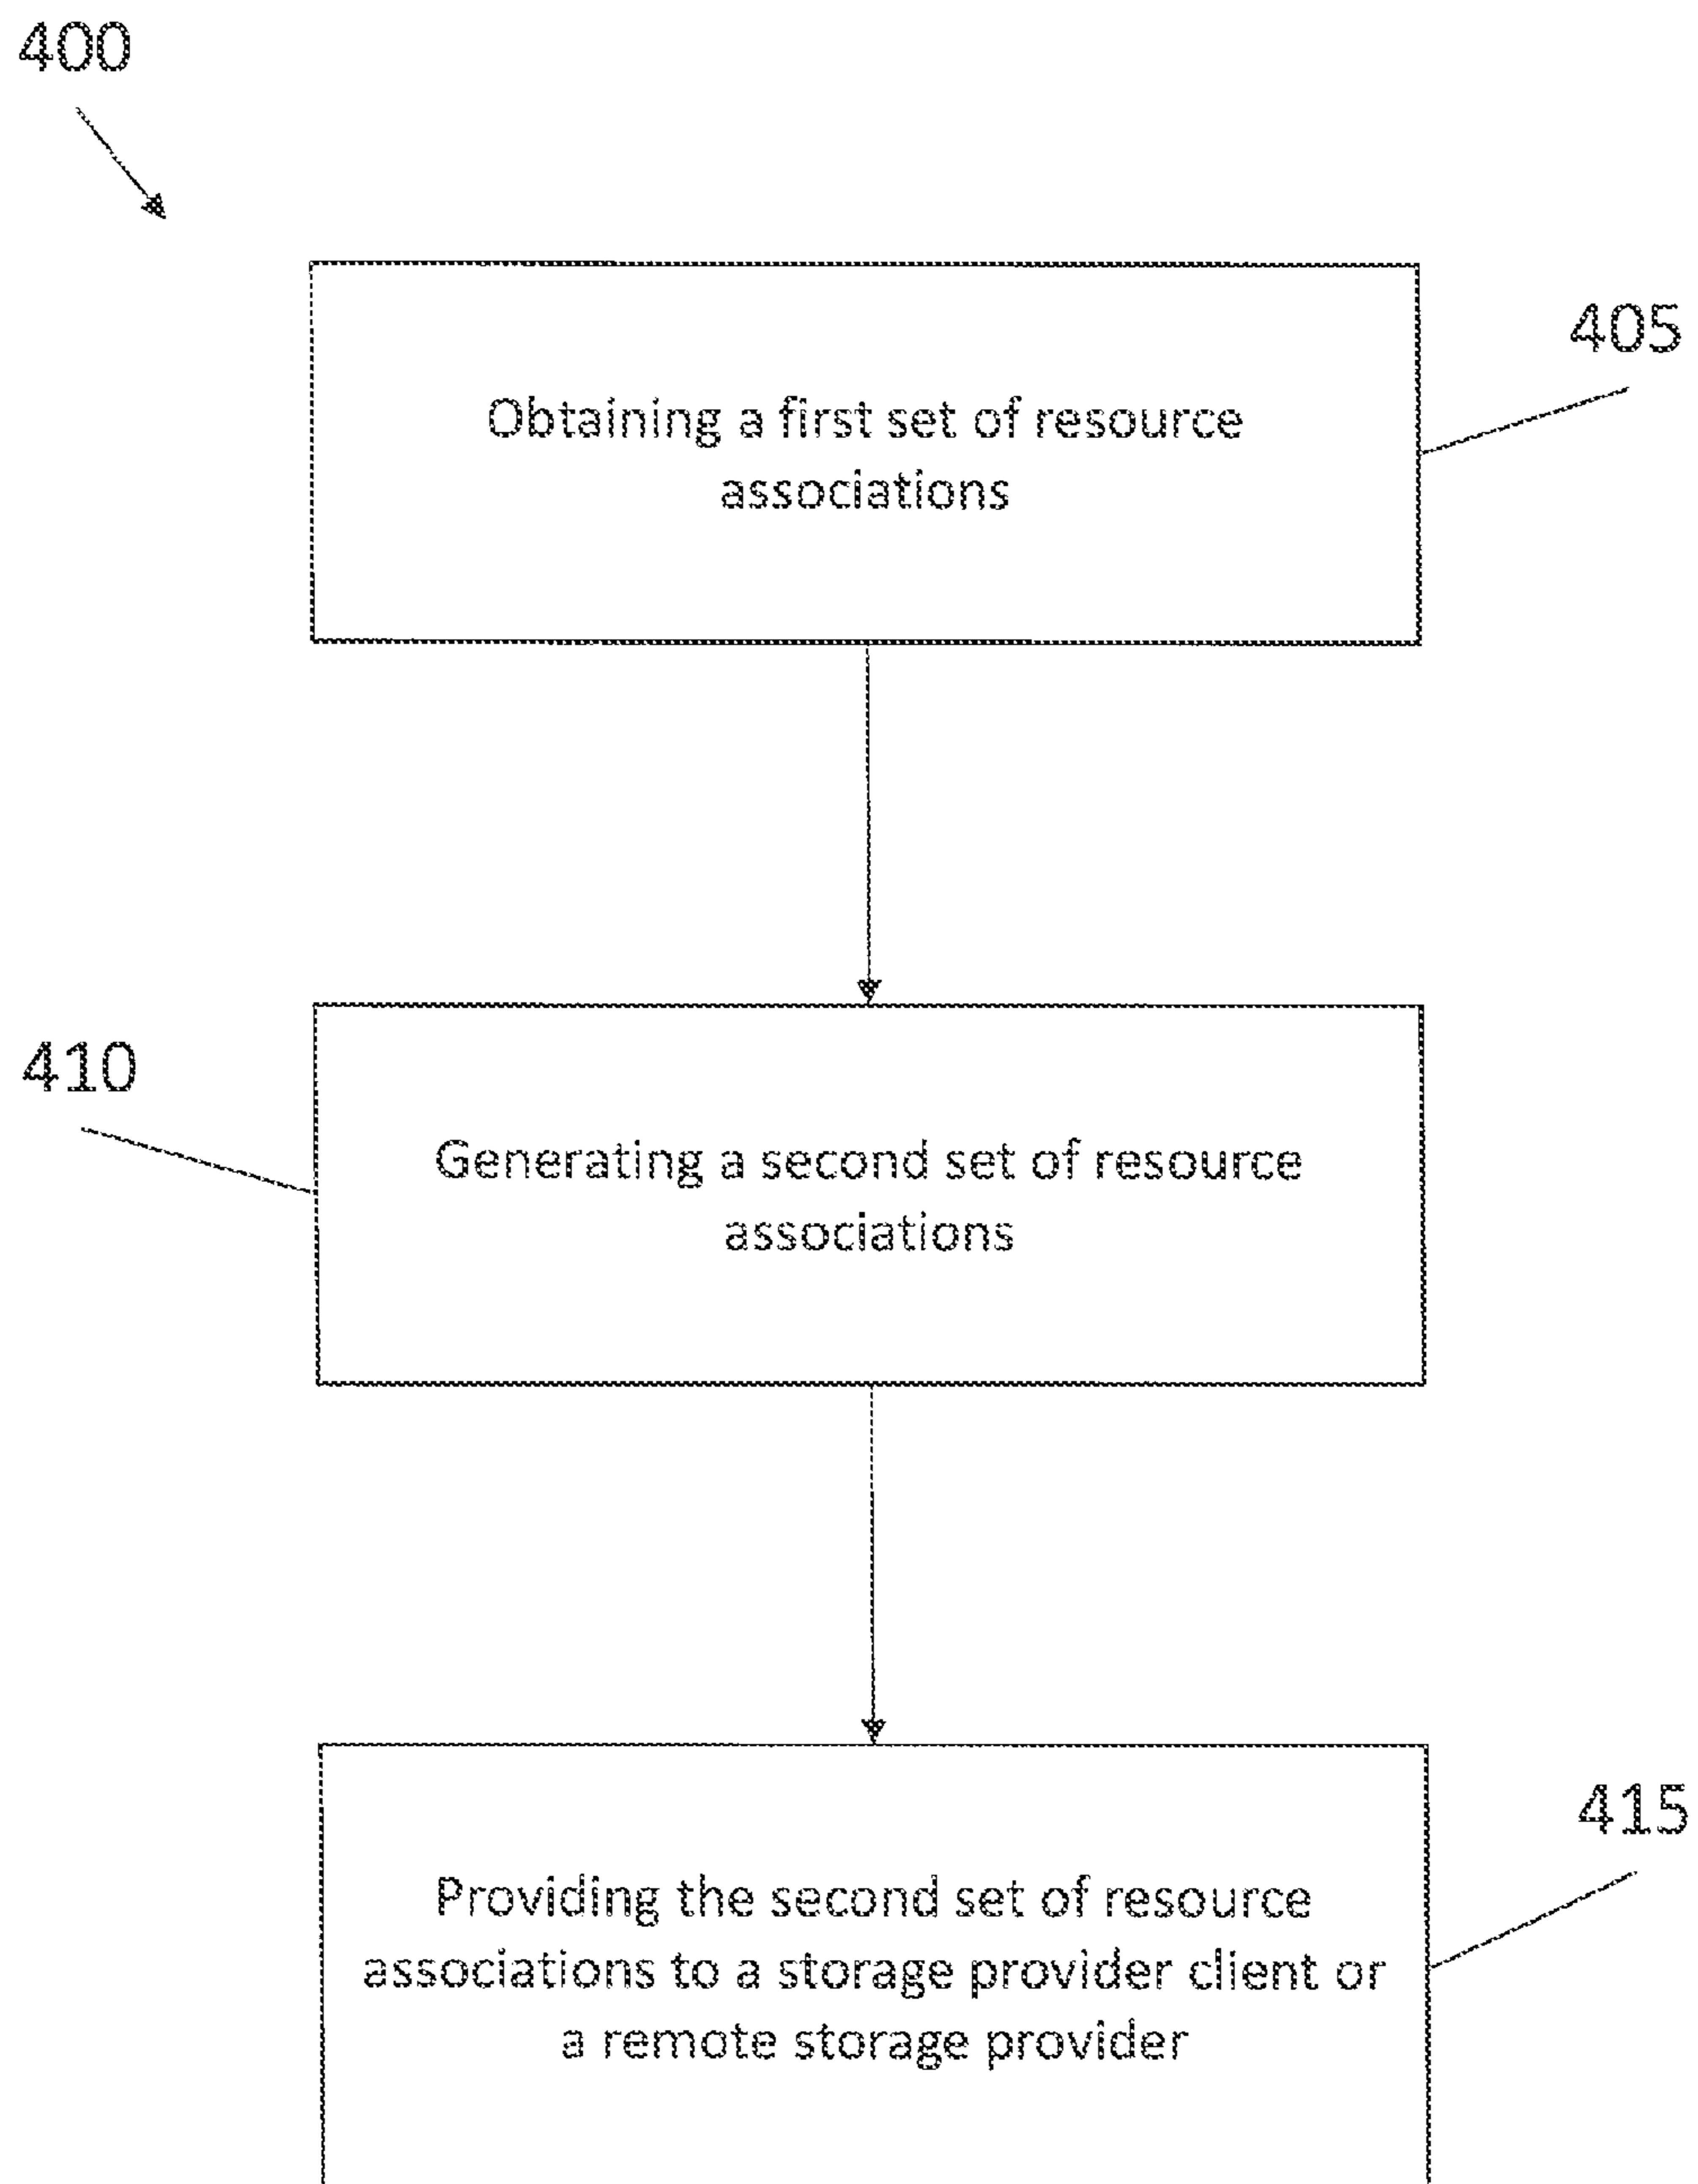 400
405
Obtaining a first set of resource
associations
410
Generating a second set of resource
associations
415
Providing the second set of resource
associations to a storage provider client or
a remote storage provider